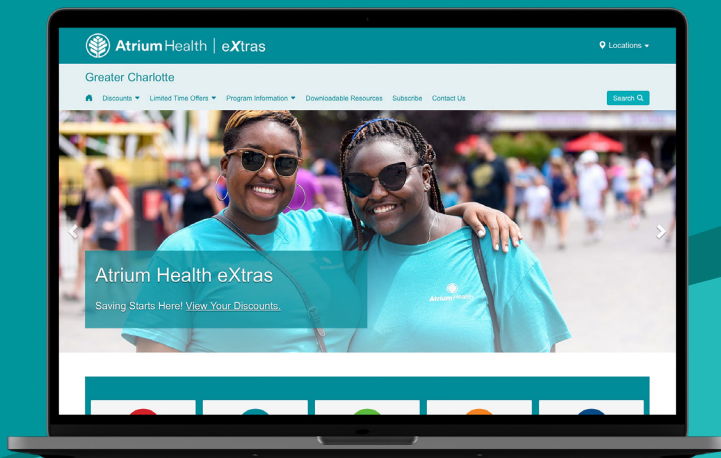 Atrium Health | eXtras
Locations
Greater Charlotte
Discounts Limited Time Offers Program Information Downloadable Resources Subscribe Contact Us
Search
Atrium Health eXtras
Saving Starts Here! View Your Discounts.
Atrium Health